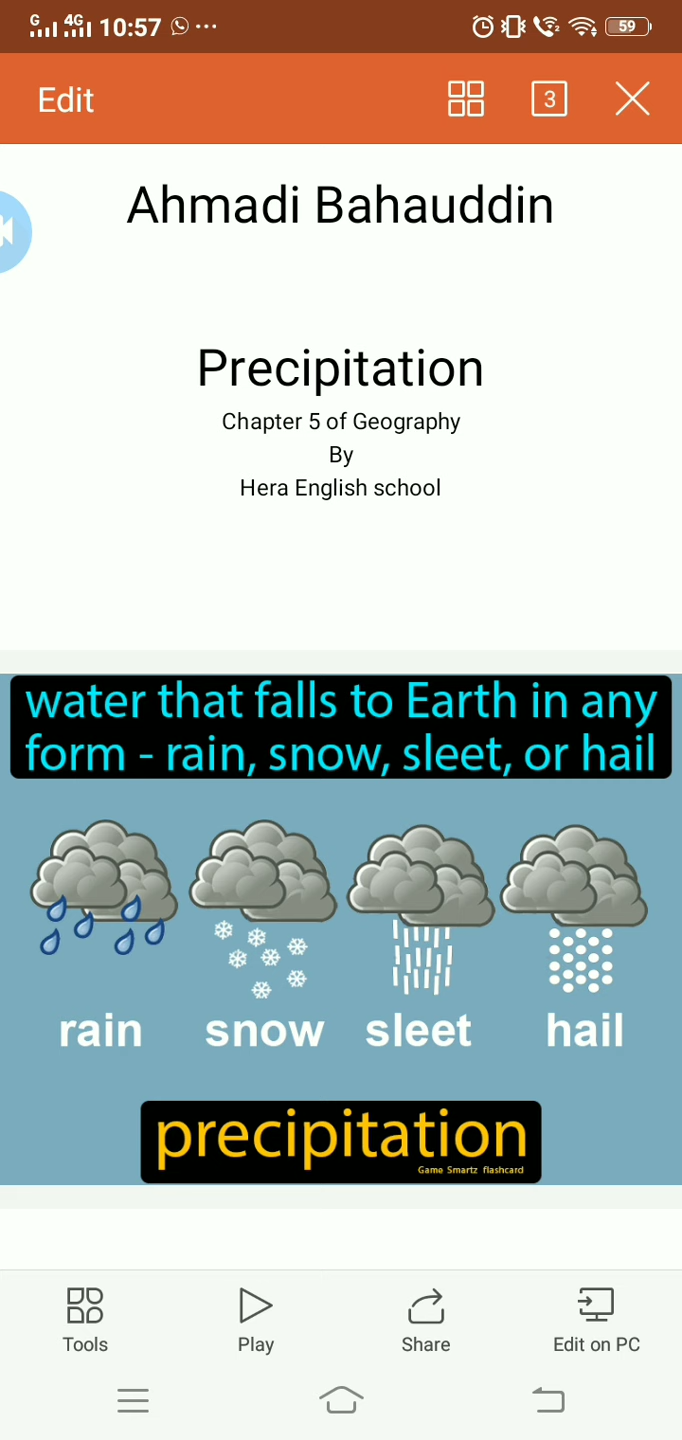 G 4G 10:57 59
Edit 3
Ahmadi Bahauddin
Precipitation
Chapter 5 of Geography
By
Hera English school
water that falls to Earth in any
form - rain, snow, sleet, or hail
rain snow sleet hail
precipitation
Game Smartz flashcard
Tools Play Share Edit on PC